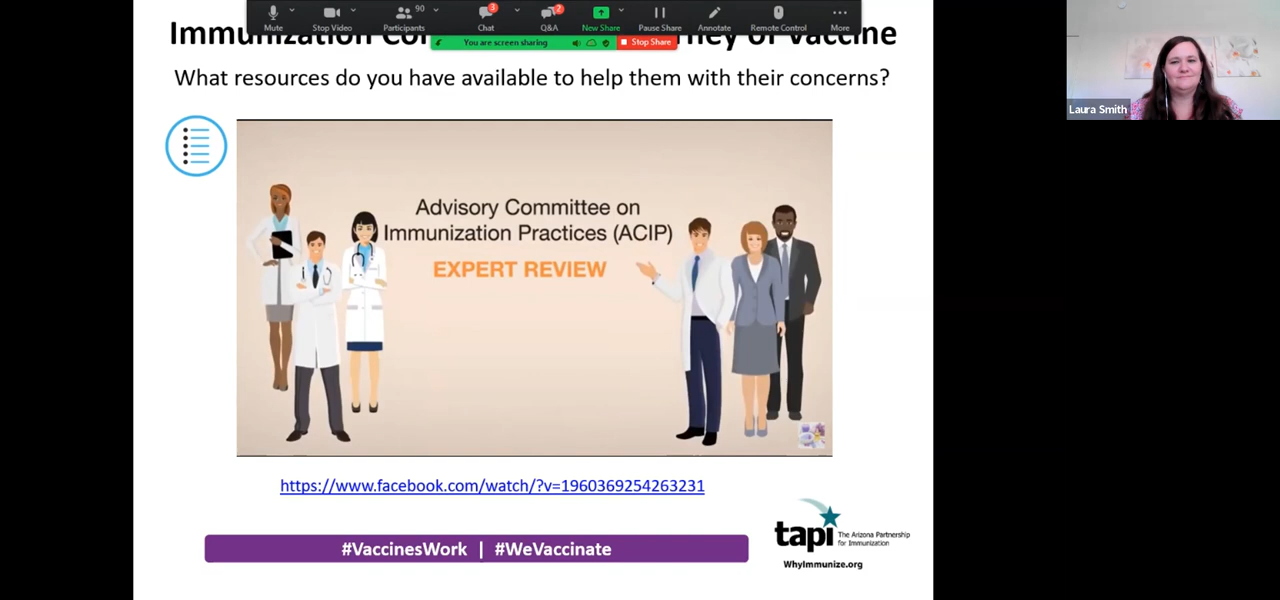 90
3
2
Mute
Stop Video
Participants
Chat
Q&A
New Share
Pause Share
Annotate
Remote Control
More
You are screen sharing
Stop Share
Immunization
of vaccine
What resources do you have available to help them with their concerns?
Laura Smith
Advisory Committee on
Immunization Practices (ACIP)
EXPERT REVIEW
https://www.facebook.com/watch/?v=1960369254263231
#VaccinesWork | #WeVaccinate
tapi
The Arizona Partnership
for Immunization
WhyImmunize.org